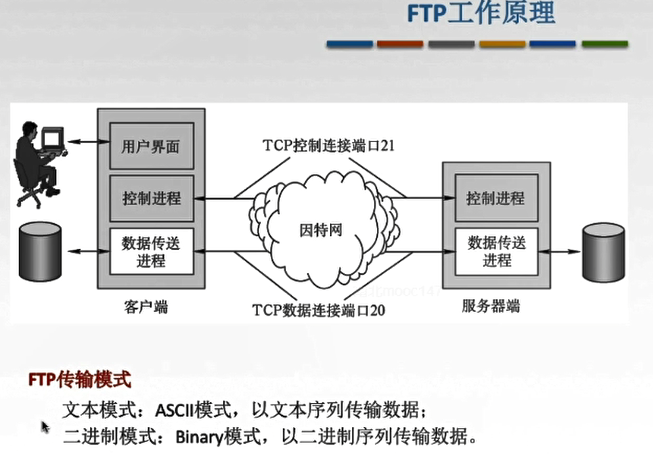 FTP工作原理
TCP控制连接端口21
用户界面
控制进程
控制进程
因特网
数据传送
进程
数据传送
进程
客户端
TCP数据连接端口20
服务器端
FTP传输模式
文本模式：ASCII模式，以文本序列传输数据；
二进制模式：Binary模式，以二进制序列传输数据。